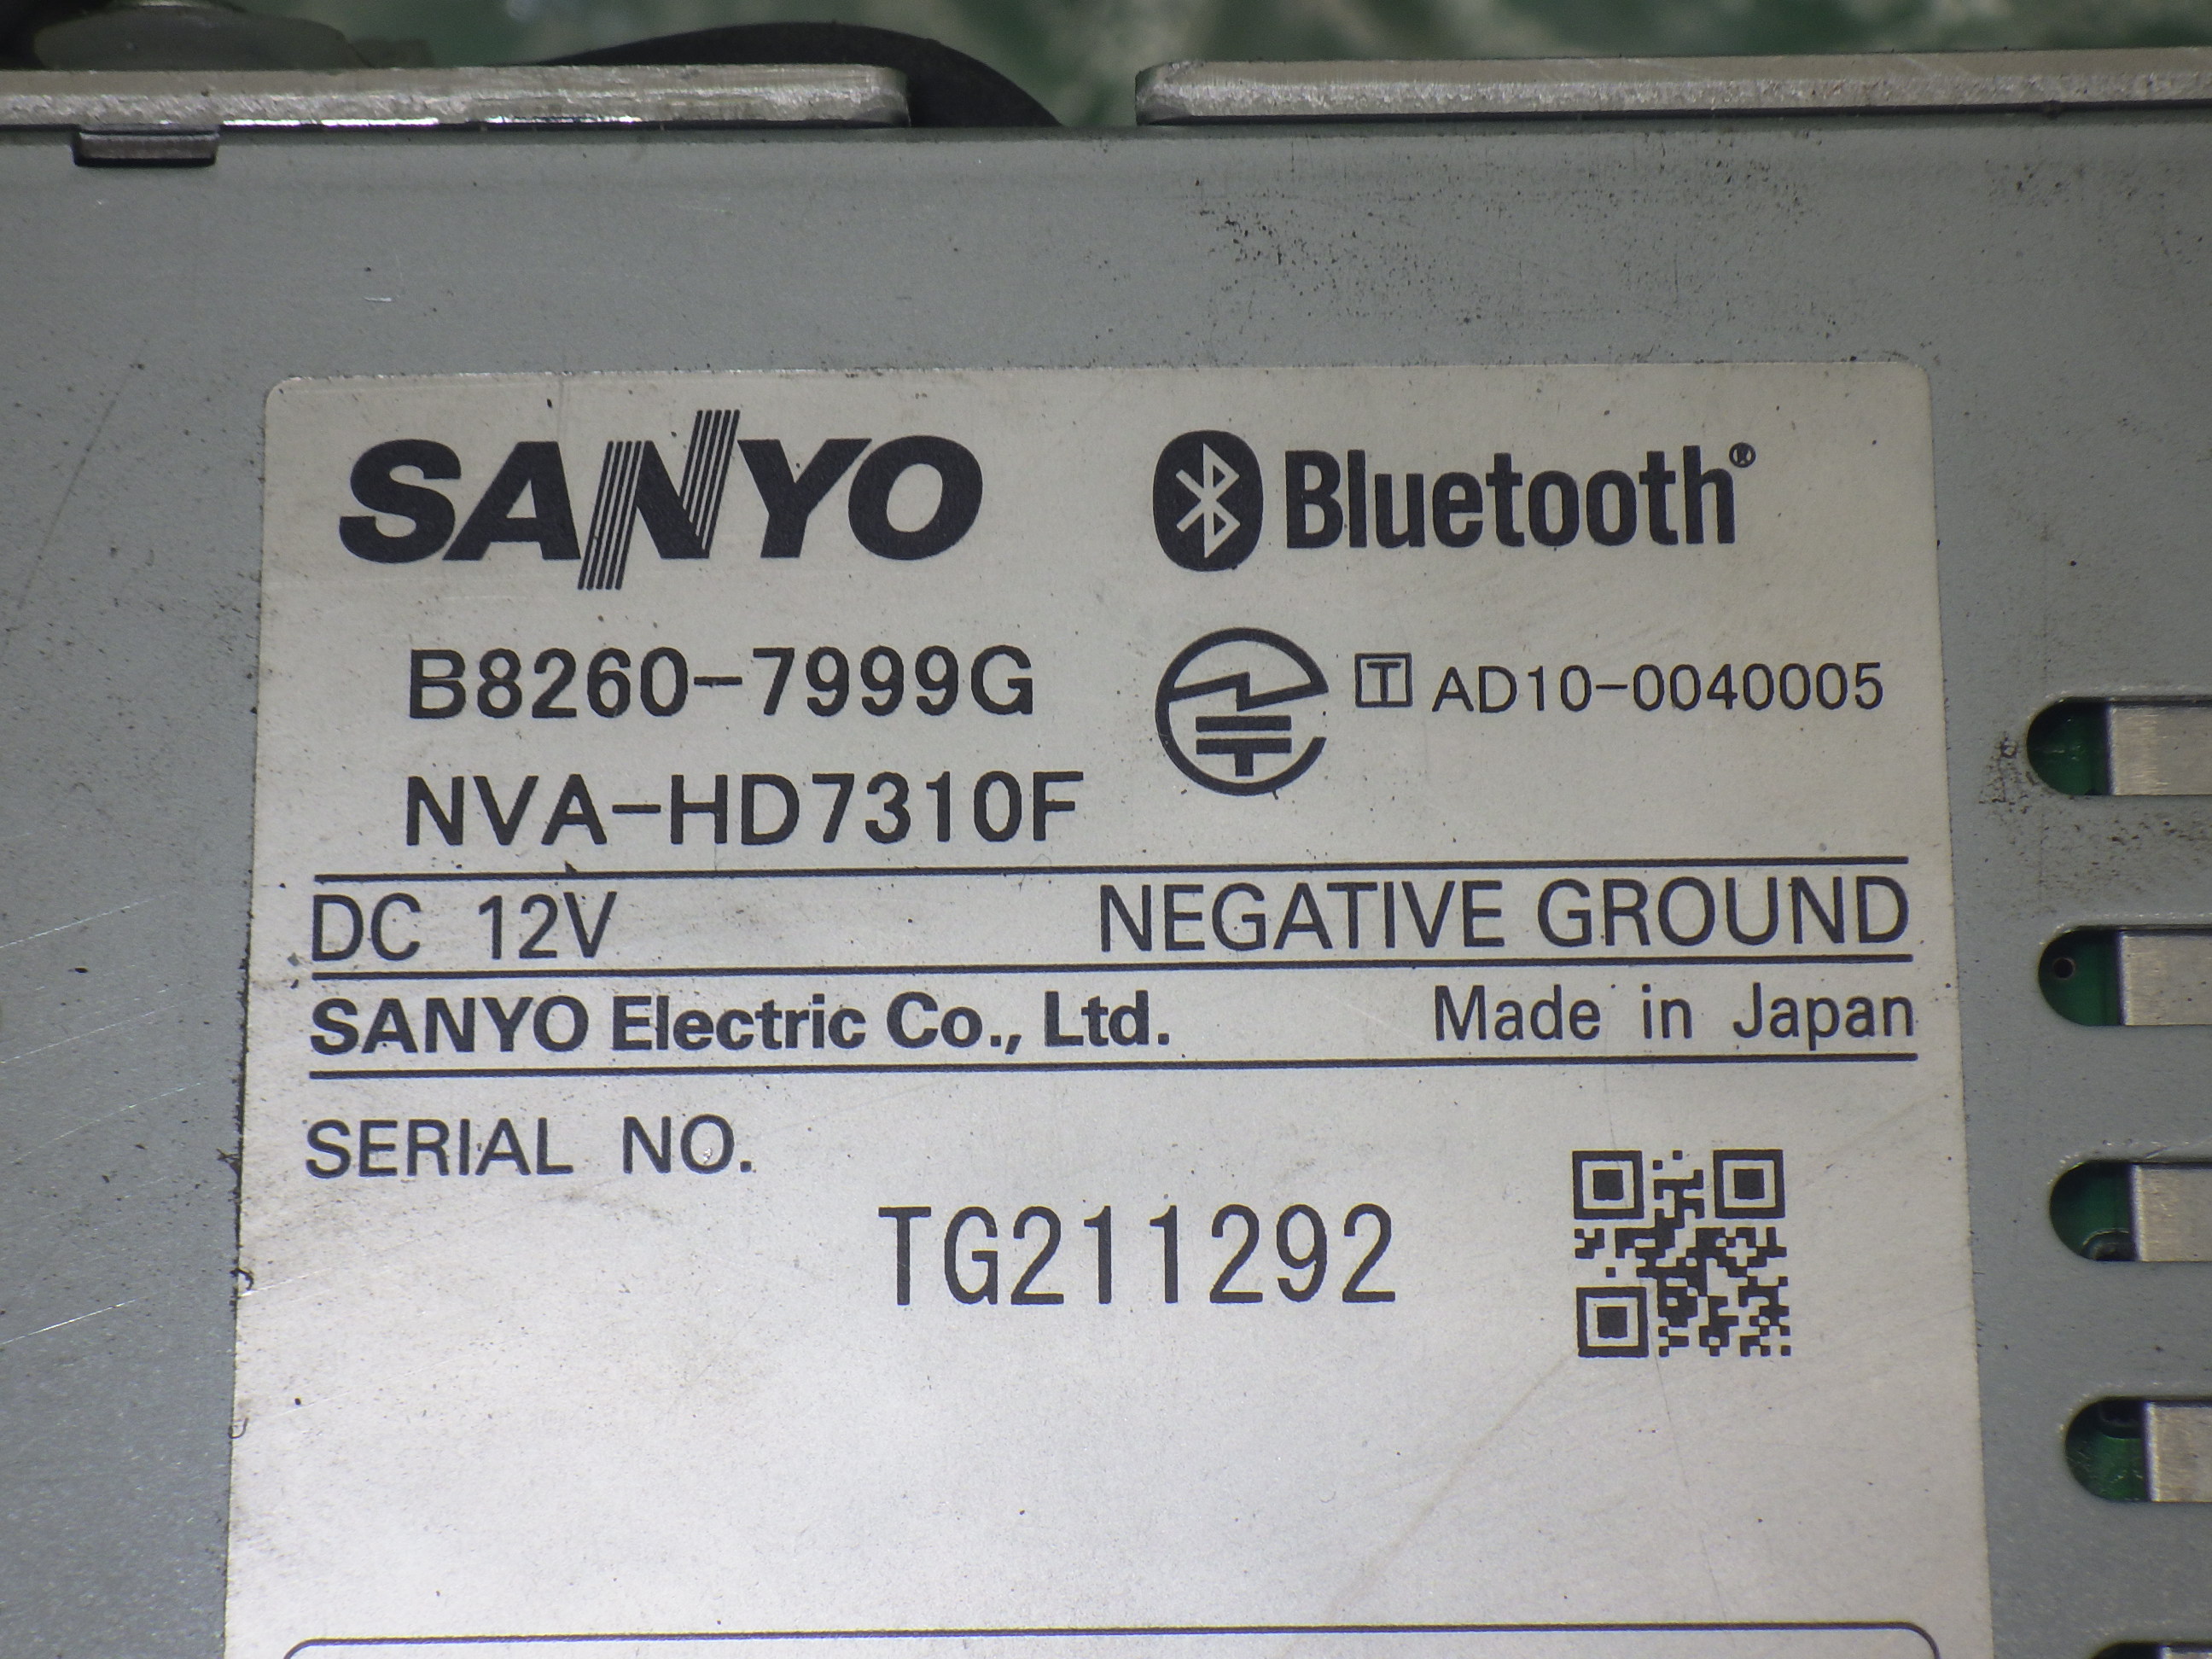 SANYO
Bluetooth®
B8260-7999G
T AD10-0040005
NVA-HD7310F
DC 12V NEGATIVE GROUND
SANYO Electric Co., Ltd. Made in Japan
SERIAL NO.
TG211292